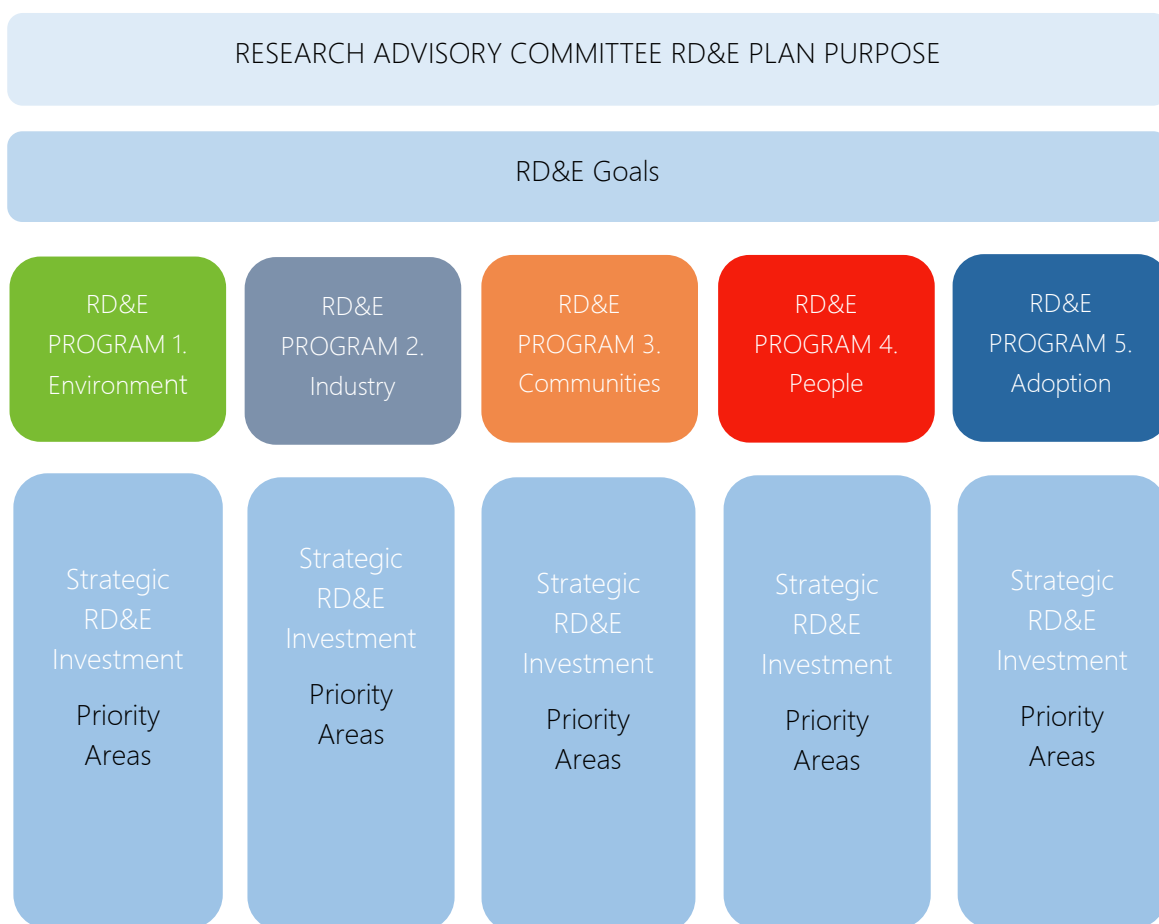 RESEARCH ADVISORY COMMITTEE RD&E PLAN PURPOSE
RD&E Goals
RD&E
PROGRAM 1.
Environment
RD&E
PROGRAM 2.
Industry
RD&E
PROGRAM 3.
Communities
RD&E
PROGRAM 4.
People
RD&E
PROGRAM 5.
Adoption
Strategic
RD&E
Investment
Priority
Areas
Strategic
RD&E
Investment
Priority
Areas
Strategic
RD&E
Investment
Priority
Areas
Strategic
RD&E
Investment
Priority
Areas
Strategic
RD&E
Investment
Priority
Areas